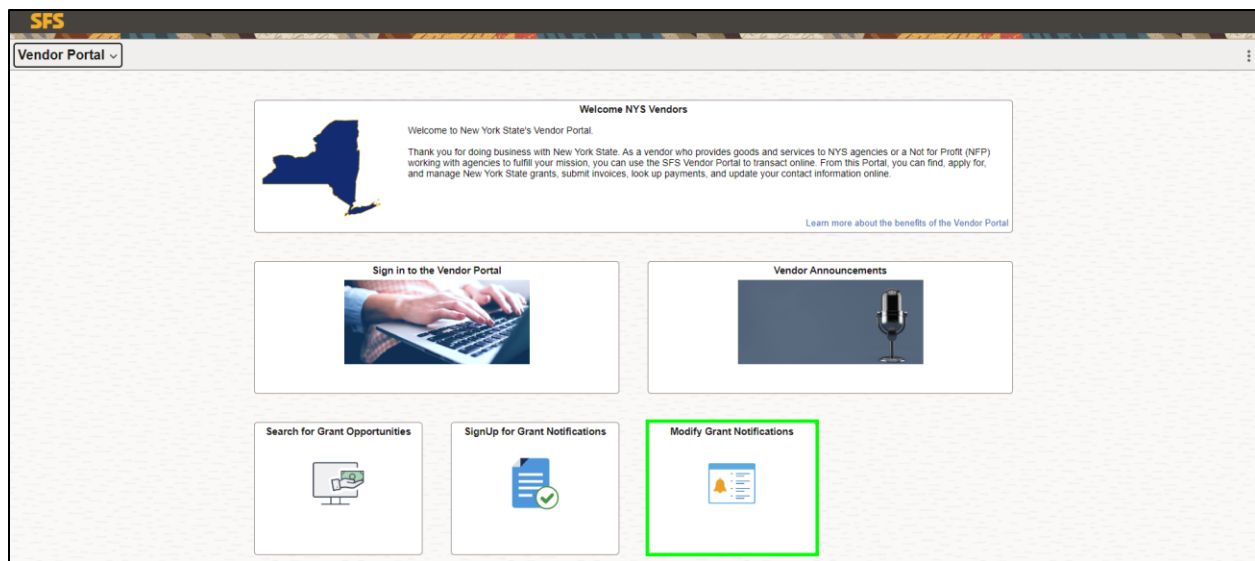 SFS
Vendor Portal
Welcome NYS Vendors
Welcome to New York State's Vendor Portal.
Thank you for doing business with New York State. As a vendor who provides goods and services to NYS agencies or a Not for Profit (NFP)
working with agencies to fulfill your mission, you can use the SFS Vendor Portal to transact online. From this Portal, you can find, apply for,
and manage New York State grants, submit invoices, look up payments, and update your contact information online.
Learn more about the benefits of the Vendor Portal
Sign in to the Vendor Portal
Vendor Announcements
Search for Grant Opportunities
SignUp for Grant Notifications
Modify Grant Notifications